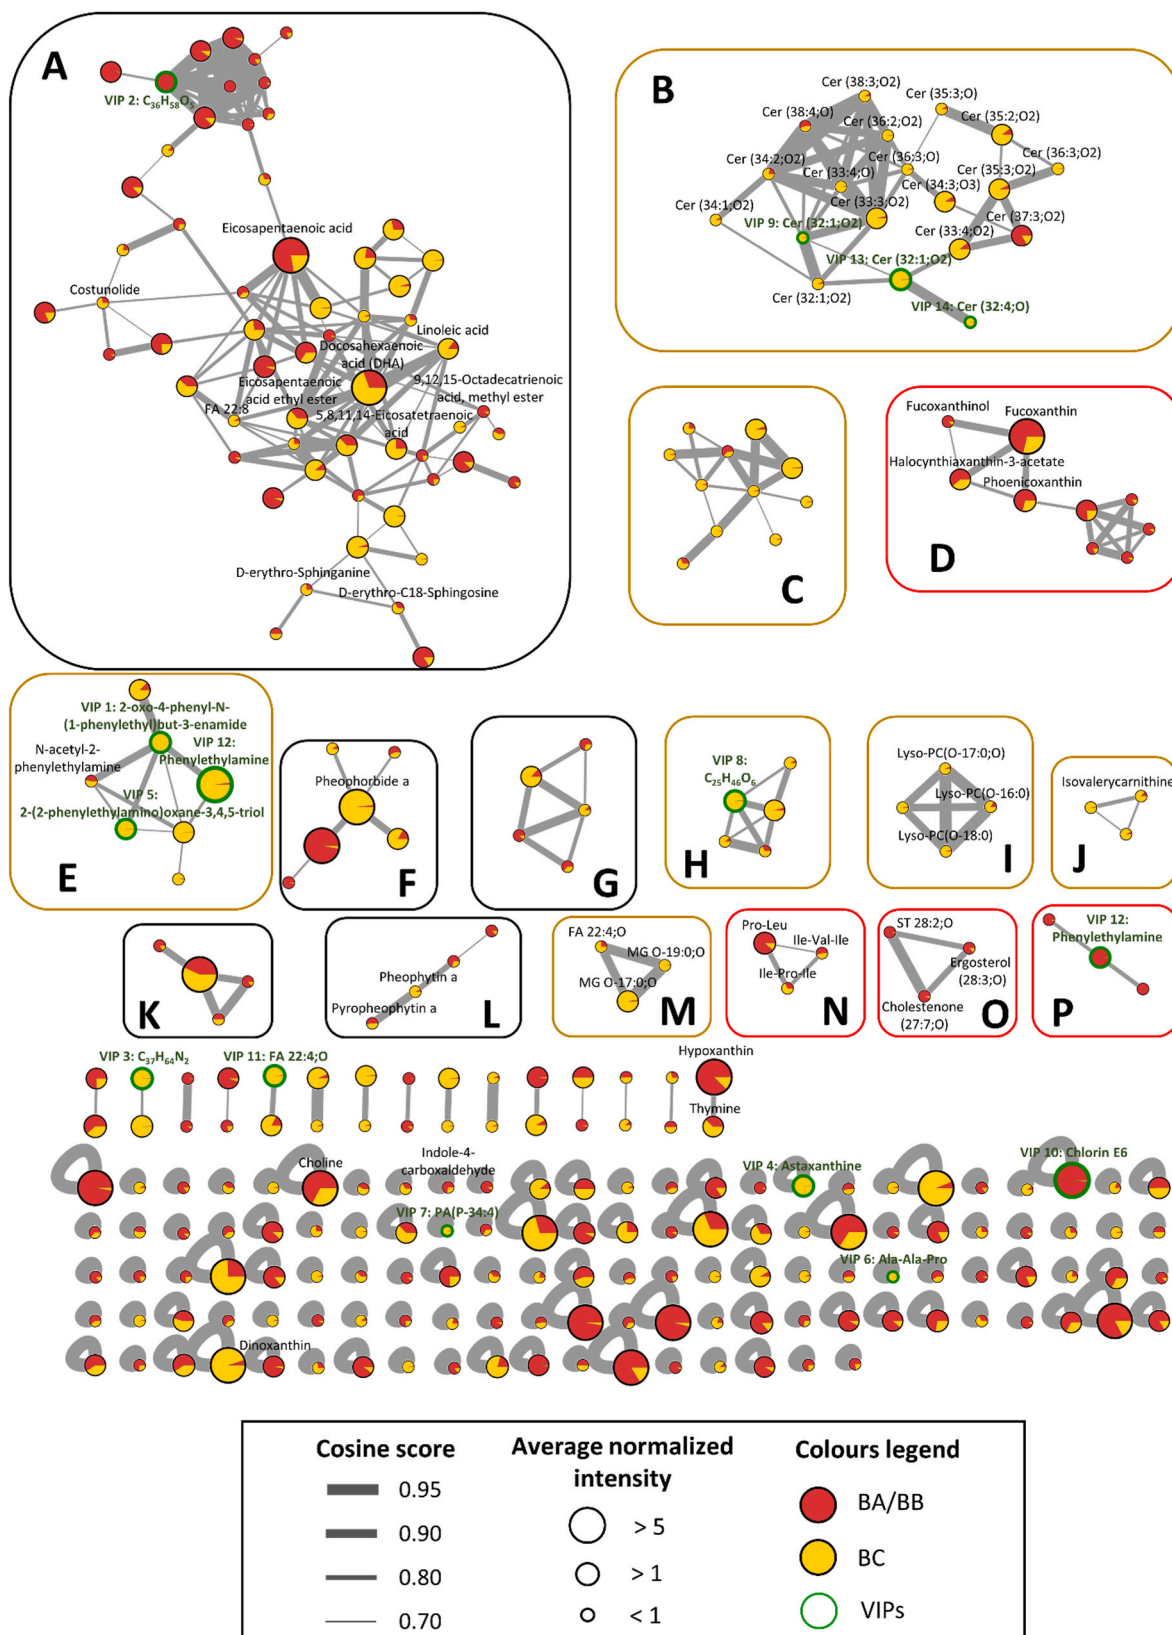 A
VIP 2: C₃₆H₅₈O₅
Eicosapentaenoic acid
Costunolide
Linoleic acid
Docosahexaenoic
acid (DHA)
Eicosapentaenoic
acid ethyl ester
9,12,15-Octadecatrienoic
acid, methyl ester
FA 22:8
5,8,11,14-Eicosatetraenoic
acid
D-erythro-Sphinganine
D-erythro-C18-Sphingosine
B
Cer (38:3;O2)
Cer (35:3;O)
Cer (38:4;O)
Cer (36:2;O2)
Cer (35:2;O2)
Cer (34:2;O2)
Cer (36:3;O)
Cer (36:3;O2)
Cer (33:4;O)
Cer (35:3;O2)
Cer (34:3;O3)
Cer (34:1;O2)
Cer (33:3;O2)
Cer (37:3;O2)
VIP 9: Cer (32:1;O2)
Cer (33:4;O2)
VIP 13: Cer (32:1;O2)
Cer (32:1;O2)
VIP 14: Cer (32:4;O)
C
Fucoxanthinol
Fucoxanthin
Halocynthiaxanthin-3-acetate
Phoenicoxanthin
D
VIP 1: 2-oxo-4-phenyl-N-
(1-phenylethyl)but-3-enamide
N-acetyl-2-
phenylethylamine
VIP 12:
Phenylethylamine
VIP 5:
2-(2-phenylethylamino)oxane-3,4,5-triol
E
Pheophorbide a
F
G
VIP 8:
C₂₅H₄₆O₆
H
Lyso-PC(O-17:0;O)
Lyso-PC(O-16:0)
Lyso-PC(O-18:0)
I
Isovalerycarnitine
J
K
Pheophytin a
Pyropheophytin a
L
FA 22:4;O
MG O-19:0;O
MG O-17:0;O
M
Pro-Leu
Ile-Val-Ile
Ile-Pro-Ile
N
ST 28:2;O
Ergosterol
(28:3;O)
Cholestenone
(27:7;O)
O
VIP 12:
Phenylethylamine
P
VIP 3: C₃₇H₆₄N₂
VIP 11: FA 22:4;O
Hypoxanthin
Thymine
Choline
Indole-4-
carboxaldehyde
VIP 4: Astaxanthine
VIP 10: Chlorin E6
VIP 7: PA(P-34:4)
VIP 6: Ala-Ala-Pro
Dinoxanthin
Cosine score
0.95
0.90
0.80
0.70
Average normalized
intensity
> 5
> 1
< 1
Colours legend
BA/BB
BC
VIPs